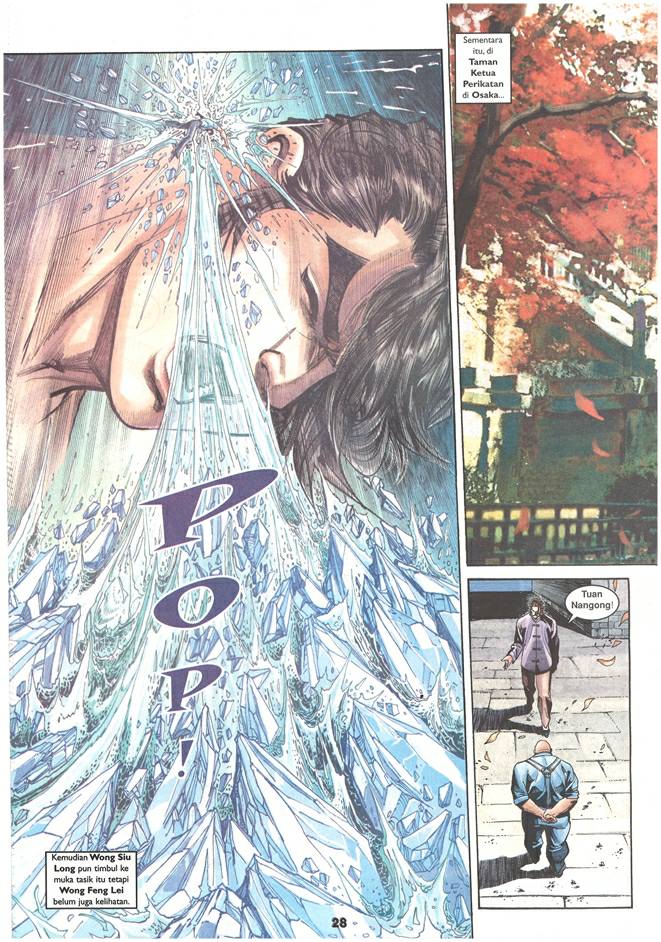 POP!
Kemudian Wong Siu
Long pun timbul ke
muka tasik itu tetapi
Wong Feng Lei
belum juga kelihatan.
Sementara
itu, di
Taman
Ketua
Perikatan
di Osaka...
Tuan
Nangong!
28